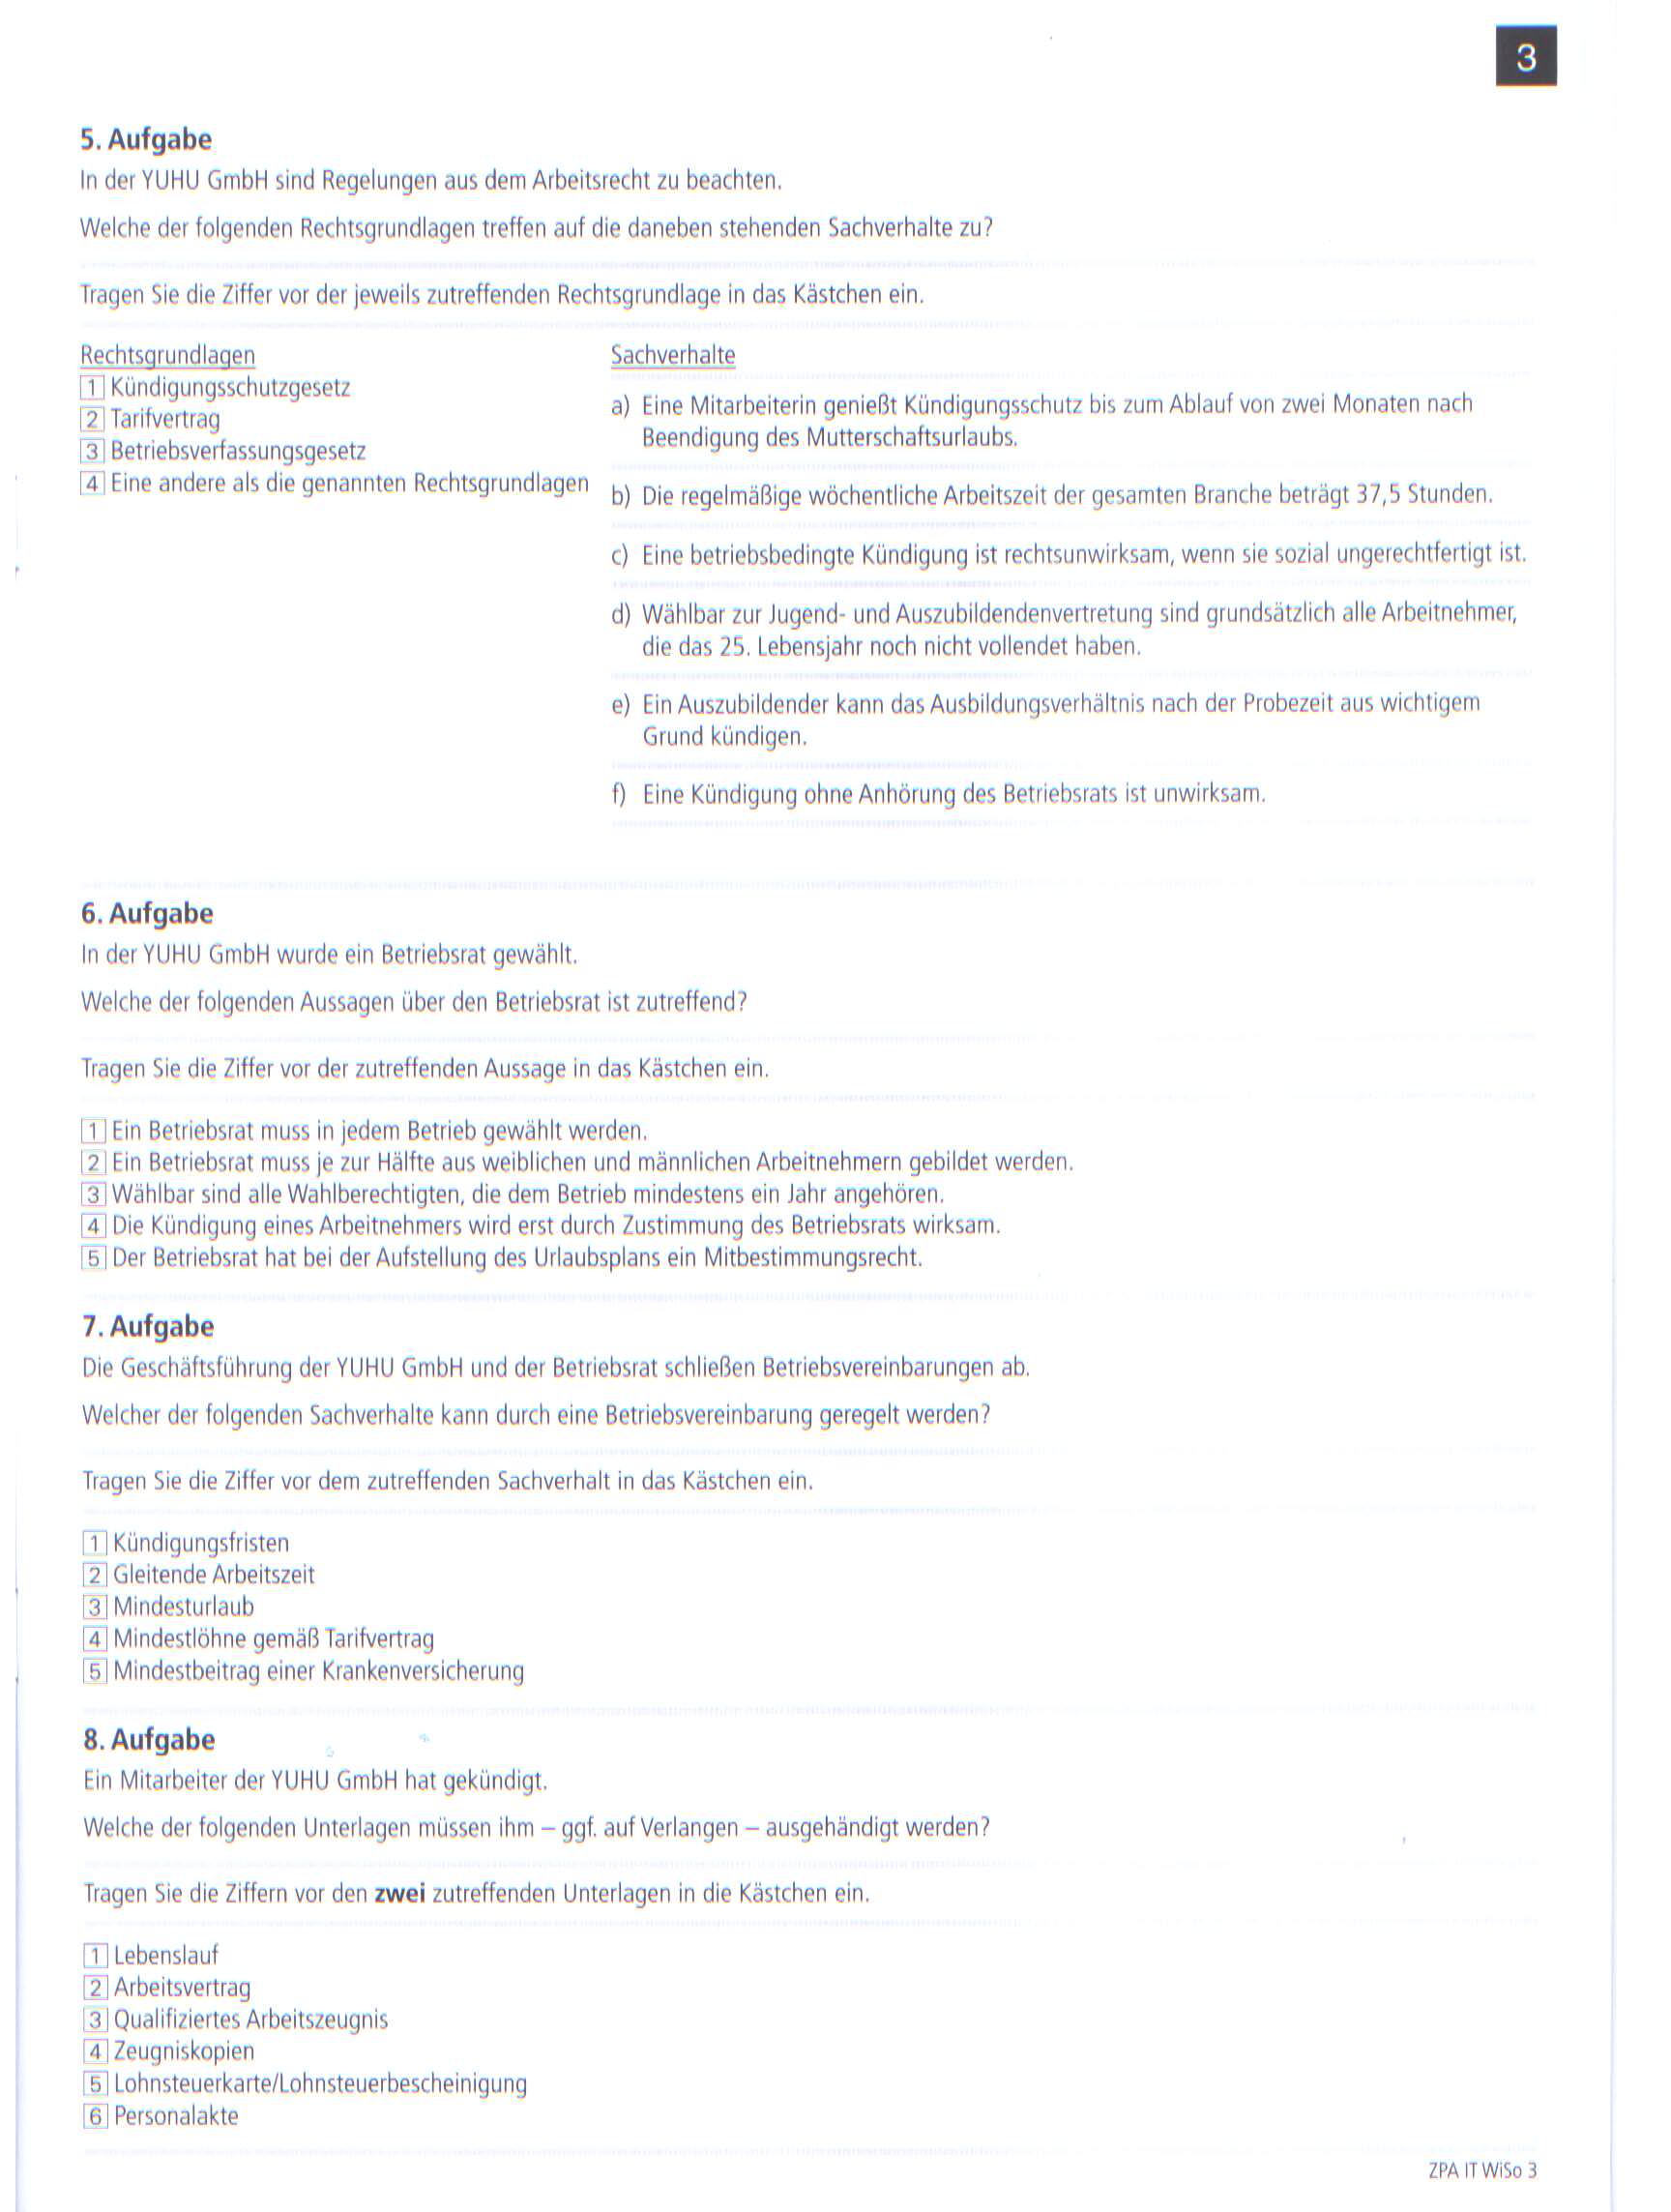 3
5. Aufgabe
In der YUHU GmbH sind Regelungen aus dem Arbeitsrecht zu beachten.
Welche der folgenden Rechtsgrundlagen treffen auf die daneben stehenden Sachverhalte zu?
Tragen Sie die Ziffer vor der jeweils zutreffenden Rechtsgrundlage in das Kästchen ein.
Rechtsgrundlagen
1 Kündigungsschutzgesetz
2 Tarifvertrag
3 Betriebsverfassungsgesetz
4 Eine andere als die genannten Rechtsgrundlagen
Sachverhalte
a) Eine Mitarbeiterin genießt Kündigungsschutz bis zum Ablauf von zwei Monaten nach
Beendigung des Mutterschaftsurlaubs.
b) Die regelmäßige wöchentliche Arbeitszeit der gesamten Branche beträgt 37,5 Stunden.
c) Eine betriebsbedingte Kündigung ist rechtsunwirksam, wenn sie sozial ungerechtfertigt ist.
d) Wählbar zur Jugend- und Auszubildendenvertretung sind grundsätzlich alle Arbeitnehmer,
die das 25. Lebensjahr noch nicht vollendet haben.
e) Ein Auszubildender kann das Ausbildungsverhältnis nach der Probezeit aus wichtigem
Grund kündigen.
f) Eine Kündigung ohne Anhörung des Betriebsrats ist unwirksam.
6. Aufgabe
In der YUHU GmbH wurde ein Betriebsrat gewählt.
Welche der folgenden Aussagen über den Betriebsrat ist zutreffend?
Tragen Sie die Ziffer vor der zutreffenden Aussage in das Kästchen ein.
1 Ein Betriebsrat muss in jedem Betrieb gewählt werden.
2 Ein Betriebsrat muss je zur Hälfte aus weiblichen und männlichen Arbeitnehmern gebildet werden.
3 Wählbar sind alle Wahlberechtigten, die dem Betrieb mindestens ein Jahr angehören.
4 Die Kündigung eines Arbeitnehmers wird erst durch Zustimmung des Betriebsrats wirksam.
5 Der Betriebsrat hat bei der Aufstellung des Urlaubsplans ein Mitbestimmungsrecht.
7. Aufgabe
Die Geschäftsführung der YUHU GmbH und der Betriebsrat schließen Betriebsvereinbarungen ab.
Welcher der folgenden Sachverhalte kann durch eine Betriebsvereinbarung geregelt werden?
Tragen Sie die Ziffer vor dem zutreffenden Sachverhalt in das Kästchen ein.
1 Kündigungsfristen
2 Gleitende Arbeitszeit
3 Mindesturlaub
4 Mindestlöhne gemäß Tarifvertrag
5 Mindestbeitrag einer Krankenversicherung
8. Aufgabe
Ein Mitarbeiter der YUHU GmbH hat gekündigt.
Welche der folgenden Unterlagen müssen ihm – ggf. auf Verlangen – ausgehändigt werden?
Tragen Sie die Ziffern vor den zwei zutreffenden Unterlagen in die Kästchen ein.
1 Lebenslauf
2 Arbeitsvertrag
3 Qualifiziertes Arbeitszeugnis
4 Zeugniskopien
5 Lohnsteuerkarte/Lohnsteuerbescheinigung
6 Personalakte
ZPA IT WiSo 3